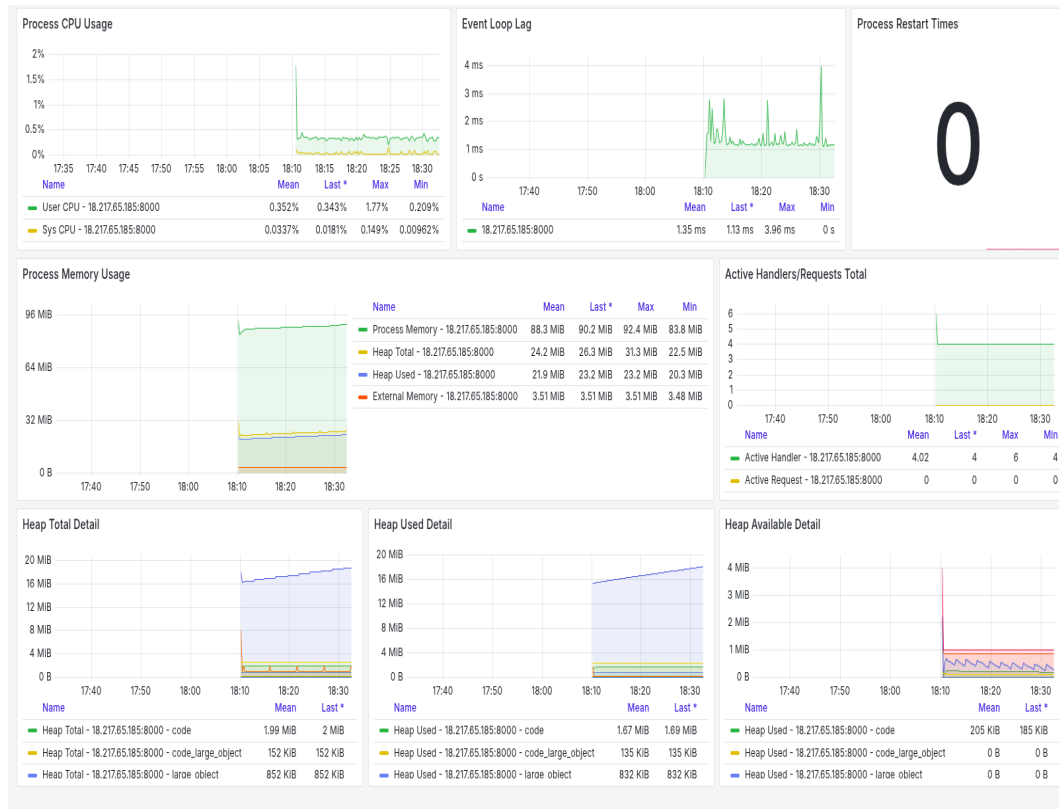 Process CPU Usage
2%
1.5%
1%
0.5%
0%
17:35 17:40 17:45 17:50 17:55 18:00 18:05 18:10 18:15 18:20 18:25 18:30
Name Mean Last * Max Min
User CPU - 18.217.65.185:8000 0.352% 0.343% 1.77% 0.209%
Sys CPU - 18.217.65.185:8000 0.0337% 0.0181% 0.149% 0.00962%
Event Loop Lag
4 ms
3 ms
2 ms
1 ms
0 s
17:40 17:50 18:00 18:10 18:20 18:30
Name Mean Last * Max Min
18.217.65.185:8000 1.35 ms 1.13 ms 3.96 ms 0 s
Process Restart Times
0
Process Memory Usage
96 MiB
64 MiB
32 MiB
0 B
17:40 17:50 18:00 18:10 18:20 18:30
Name Mean Last * Max Min
Process Memory - 18.217.65.185:8000 88.3 MiB 90.2 MiB 92.4 MiB 83.8 MiB
Heap Total - 18.217.65.185:8000 24.2 MiB 26.3 MiB 31.3 MiB 22.5 MiB
Heap Used - 18.217.65.185:8000 21.9 MiB 23.2 MiB 23.2 MiB 20.3 MiB
External Memory - 18.217.65.185:8000 3.51 MiB 3.51 MiB 3.51 MiB 3.48 MiB
Active Handlers/Requests Total
6
5
4
3
2
1
0
17:40 17:50 18:00 18:10 18:20 18:30
Name Mean Last * Max Min
Active Handler - 18.217.65.185:8000 4.02 4 6 4
Active Request - 18.217.65.185:8000 0 0 0 0
Heap Total Detail
20 MiB
16 MiB
12 MiB
8 MiB
4 MiB
0 B
17:40 17:50 18:00 18:10 18:20 18:30
Name Mean Last *
Heap Total - 18.217.65.185:8000 - code 1.99 MiB 2 MiB
Heap Total - 18.217.65.185:8000 - code_large_object 152 KiB 152 KiB
Heap Total - 18.217.65.185:8000 - large_object 852 KiB 852 KiB
Heap Used Detail
20 MiB
16 MiB
12 MiB
8 MiB
4 MiB
0 B
17:40 17:50 18:00 18:10 18:20 18:30
Name Mean Last *
Heap Used - 18.217.65.185:8000 - code 1.67 MiB 1.69 MiB
Heap Used - 18.217.65.185:8000 - code_large_object 135 KiB 135 KiB
Heap Used - 18.217.65.185:8000 - large_object 832 KiB 832 KiB
Heap Available Detail
4 MiB
3 MiB
2 MiB
1 MiB
0 B
17:40 17:50 18:00 18:10 18:20 18:30
Name Mean Last *
Heap Used - 18.217.65.185:8000 - code 205 KiB 185 KiB
Heap Used - 18.217.65.185:8000 - code_large_object 0 B 0 B
Heap Used - 18.217.65.185:8000 - large_object 0 B 0 B